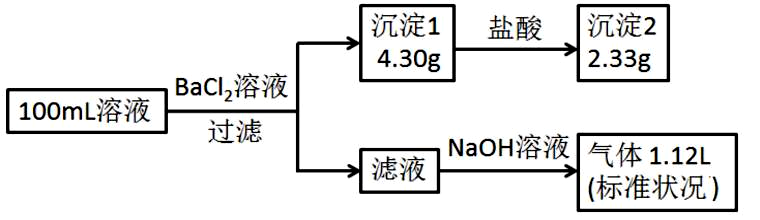 100mL溶液
BaCl₂溶液
过滤
沉淀1
4.30g
盐酸
沉淀2
2.33g
滤液
NaOH溶液
气体 1.12L
(标准状况)